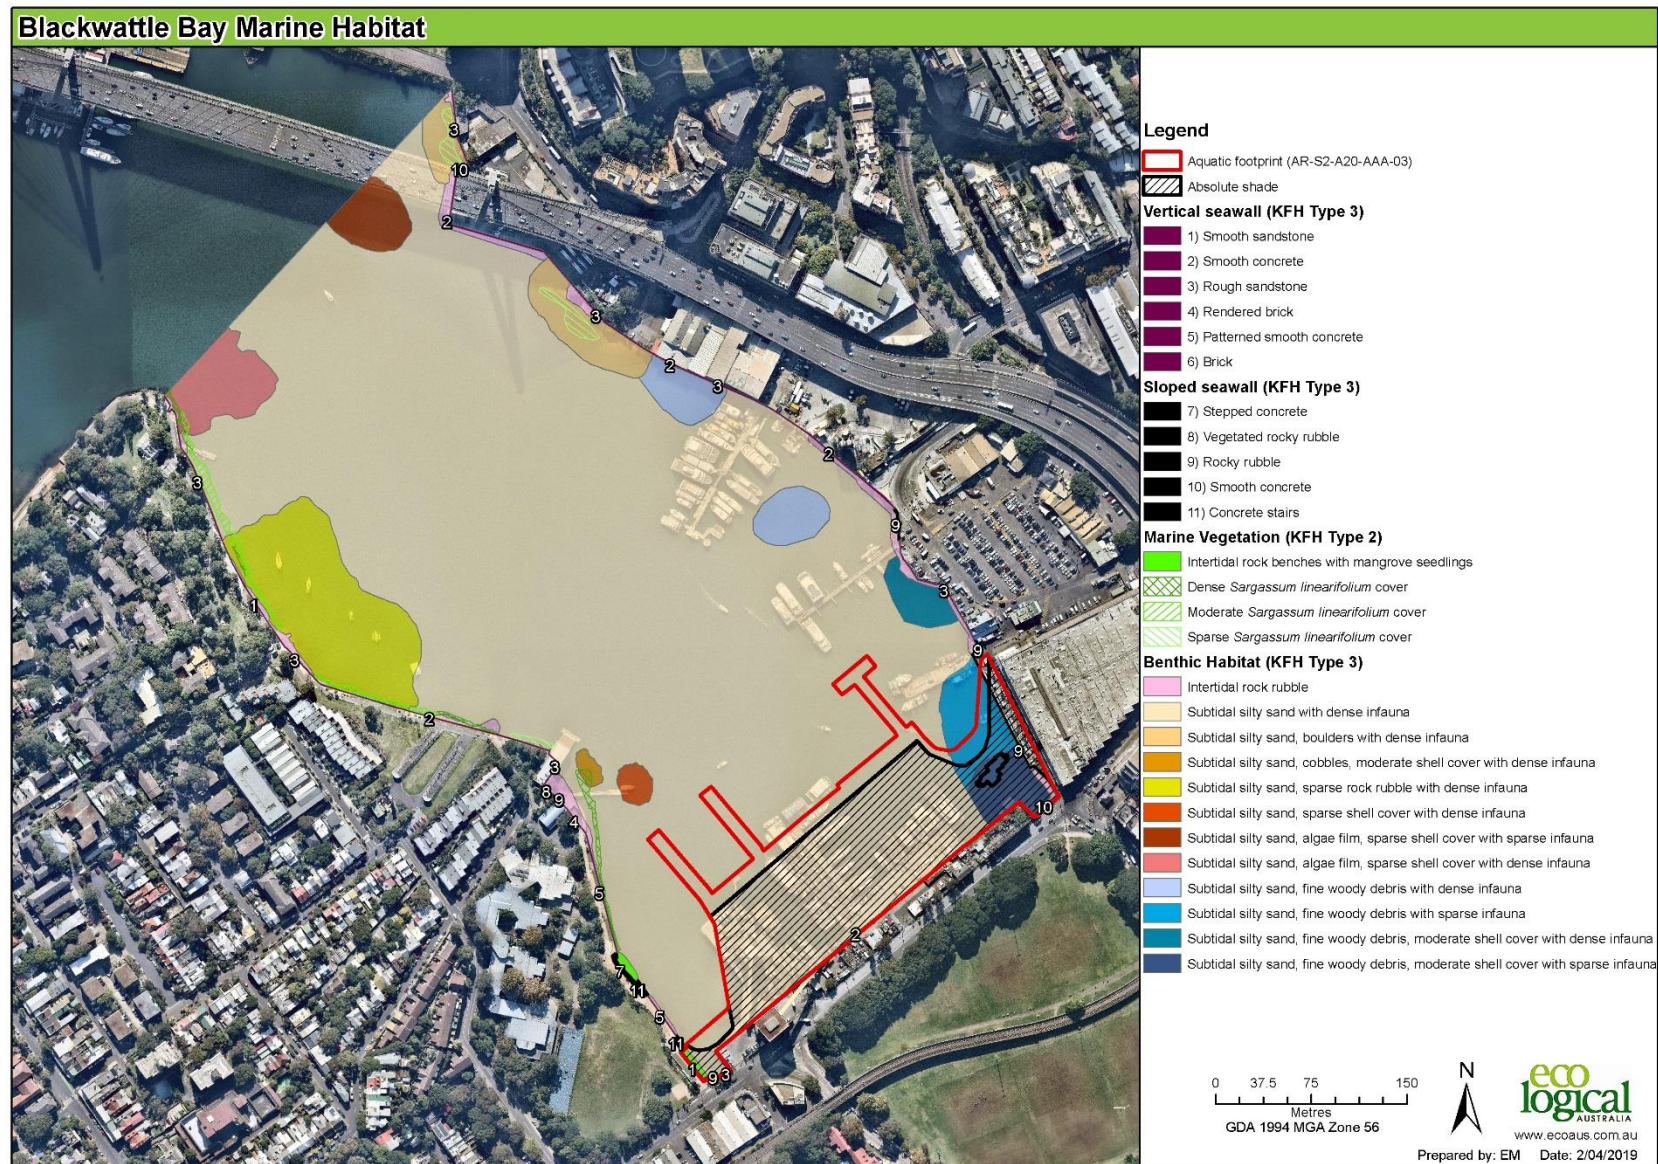 Blackwattle Bay Marine Habitat
3
10
2
3
2
3
2
9
3
9
3
1
3
2
3
8
9
4
5
7
11
5
11
1
9
3
2
9
10
Legend
Aquatic footprint (AR-S2-A20-AAA-03)
Absolute shade
Vertical seawall (KFH Type 3)
1) Smooth sandstone
2) Smooth concrete
3) Rough sandstone
4) Rendered brick
5) Patterned smooth concrete
6) Brick
Sloped seawall (KFH Type 3)
7) Stepped concrete
8) Vegetated rocky rubble
9) Rocky rubble
10) Smooth concrete
11) Concrete stairs
Marine Vegetation (KFH Type 2)
Intertidal rock benches with mangrove seedlings
Dense Sargassum linearifolium cover
Moderate Sargassum linearifolium cover
Sparse Sargassum linearifolium cover
Benthic Habitat (KFH Type 3)
Intertidal rock rubble
Subtidal silty sand with dense infauna
Subtidal silty sand, boulders with dense infauna
Subtidal silty sand, cobbles, moderate shell cover with dense infauna
Subtidal silty sand, sparse rock rubble with dense infauna
Subtidal silty sand, sparse shell cover with dense infauna
Subtidal silty sand, algae film, sparse shell cover with sparse infauna
Subtidal silty sand, algae film, sparse shell cover with dense infauna
Subtidal silty sand, fine woody debris with dense infauna
Subtidal silty sand, fine woody debris with sparse infauna
Subtidal silty sand, fine woody debris, moderate shell cover with dense infauna
Subtidal silty sand, fine woody debris, moderate shell cover with sparse infauna
0 37.5 75 150
Metres
GDA 1994 MGA Zone 56
N
eco
logical
AUSTRALIA
www.ecoaus.com.au
Prepared by: EM Date: 2/04/2019